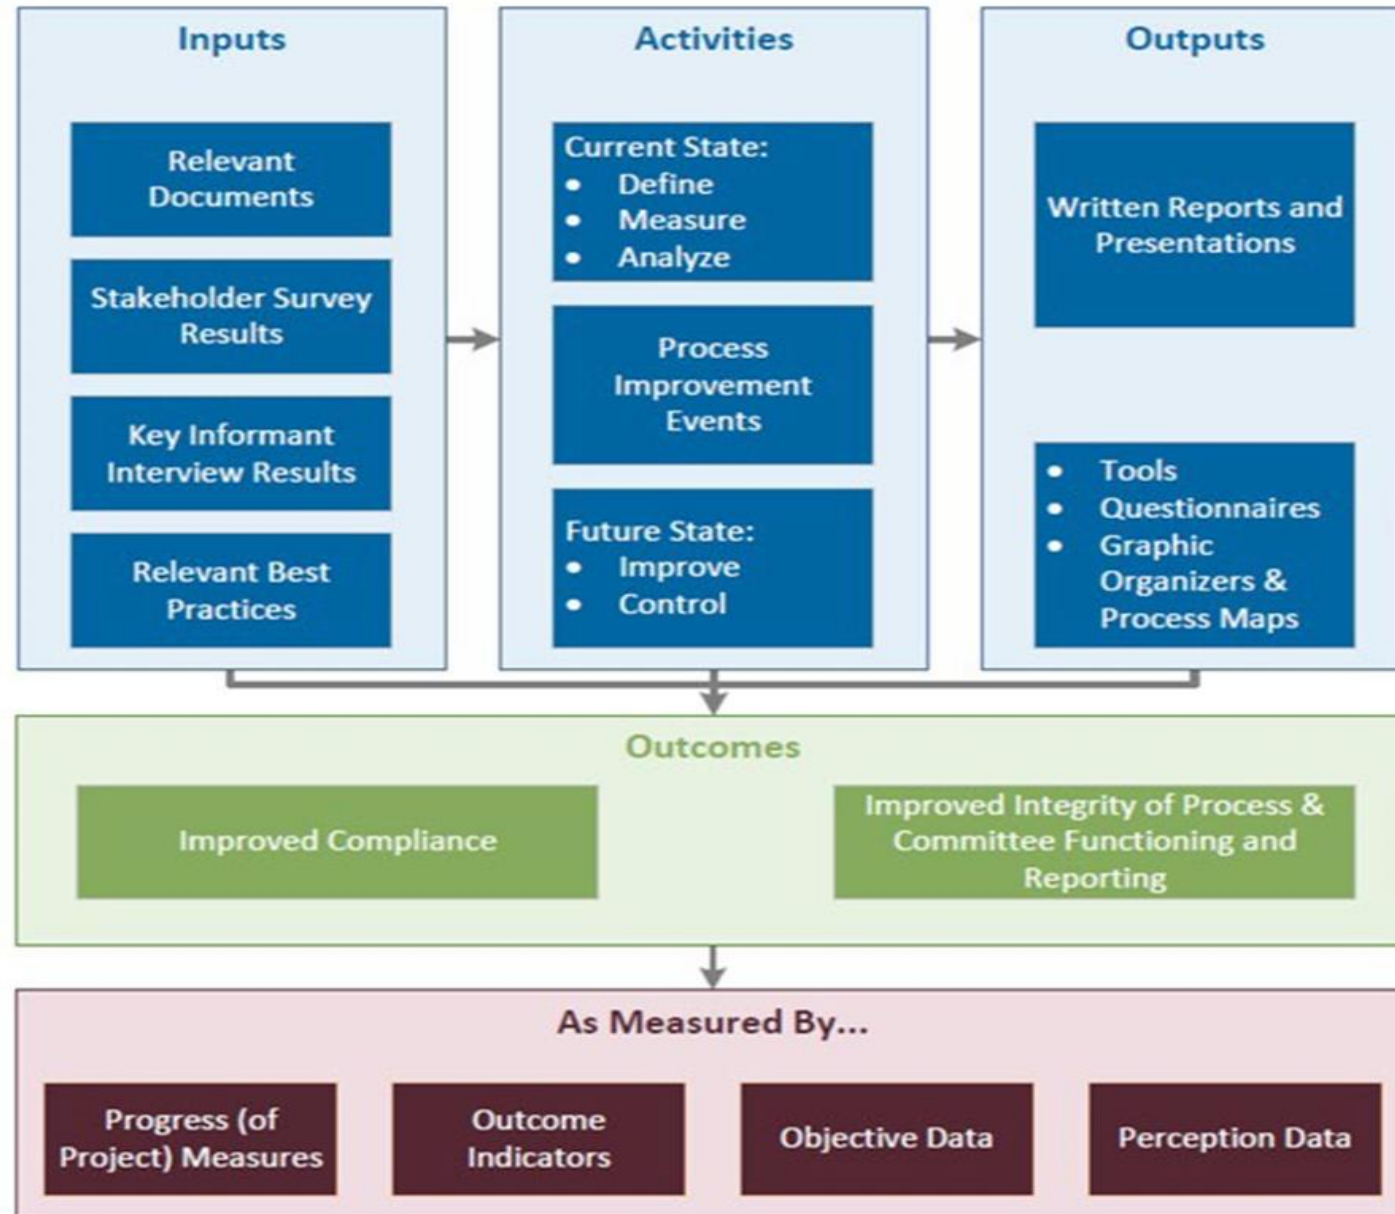 Inputs
Relevant
Documents
Stakeholder Survey
Results
Key Informant
Interview Results
Relevant Best
Practices
Activities
Current State:
• Define
• Measure
• Analyze
Process
Improvement
Events
Future State:
• Improve
• Control
Outputs
Written Reports and
Presentations
• Tools
• Questionnaires
• Graphic
Organizers &
Process Maps
Outcomes
Improved Compliance
Improved Integrity of Process &
Committee Functioning and
Reporting
As Measured By...
Progress (of
Project) Measures
Outcome
Indicators
Objective Data
Perception Data